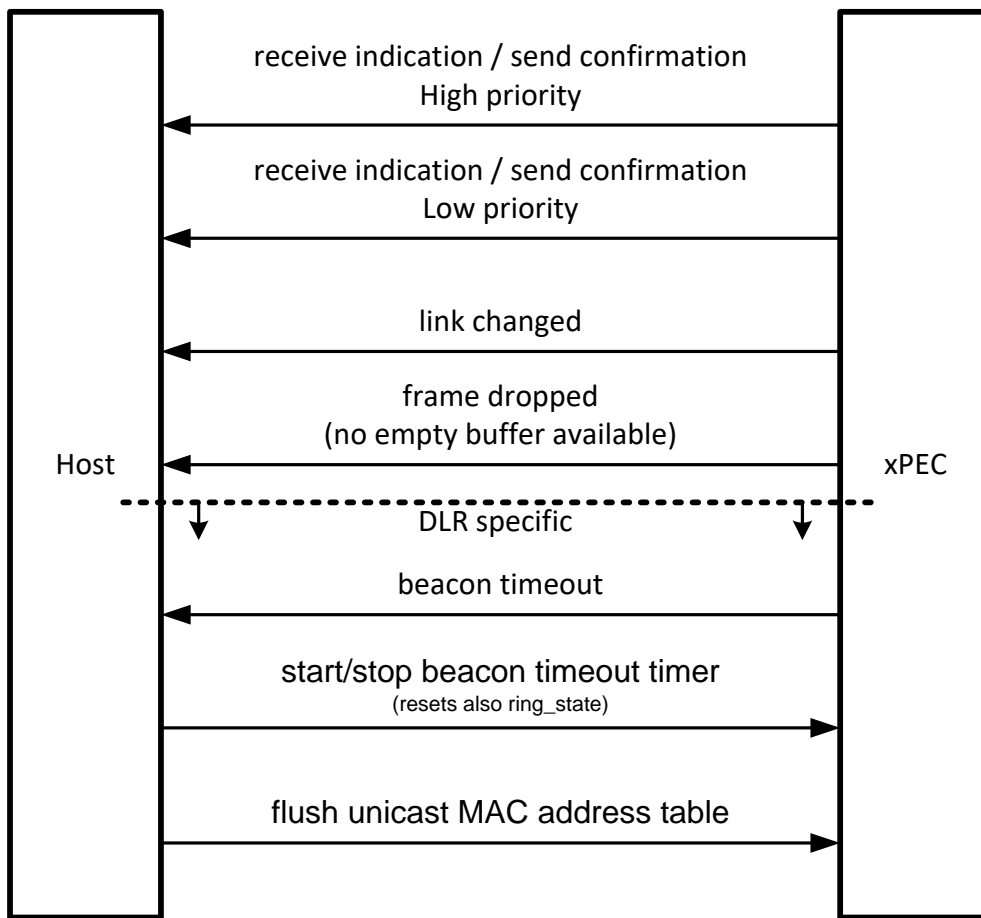 receive indication / send confirmation
High priority
receive indication / send confirmation
Low priority
link changed
frame dropped
(no empty buffer available)
Host
xPEC
DLR specific
beacon timeout
start/stop beacon timeout timer
(resets also ring_state)
flush unicast MAC address table